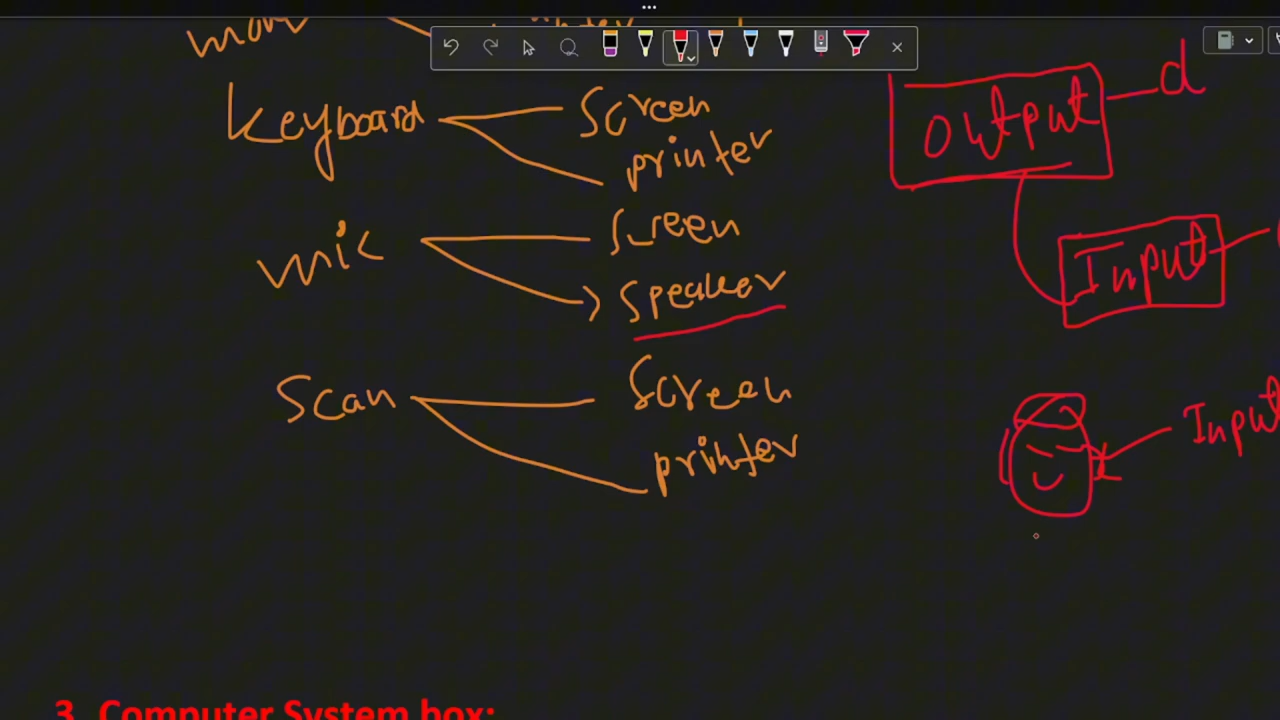 Keyboard
Screen
printer
mic
Screen
Speaker
Scan
Screen
printer
output
d
Input
Input
3. Computer System box: